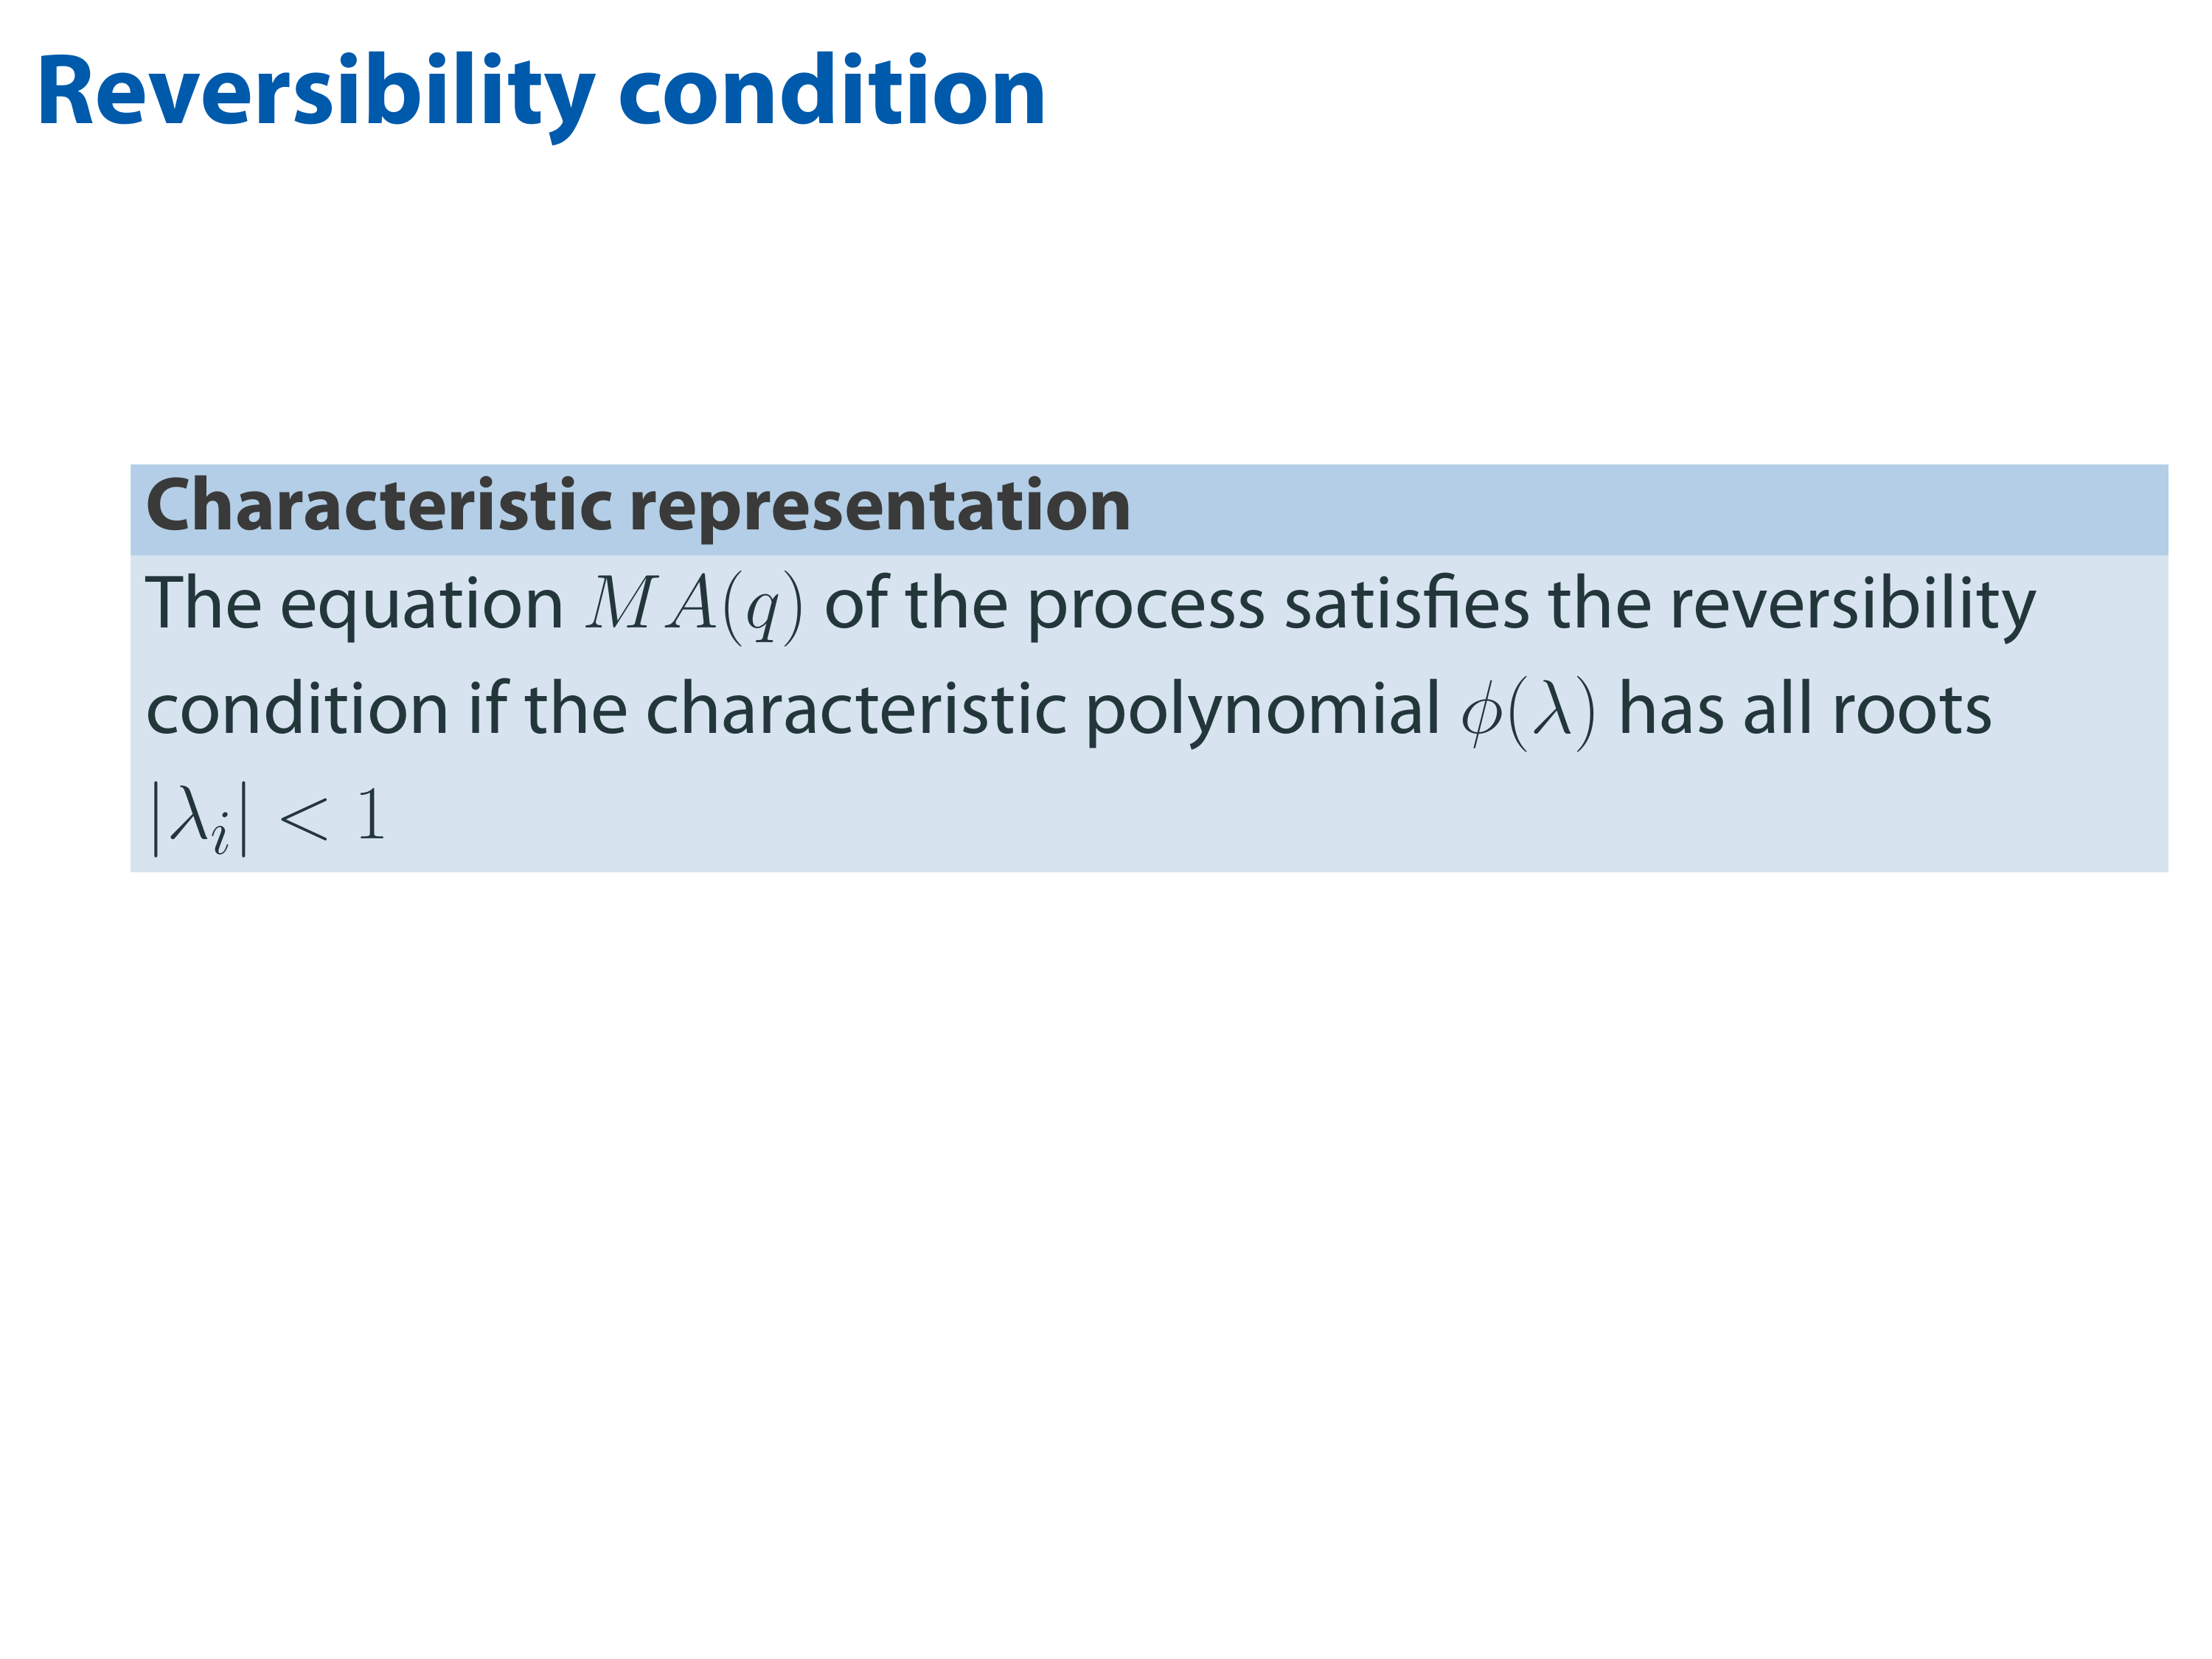 Reversibility condition
Characteristic representation
The equation MA(q) of the process satisfies the reversibility
condition if the characteristic polynomial ϕ(λ) has all roots
|λᵢ| < 1